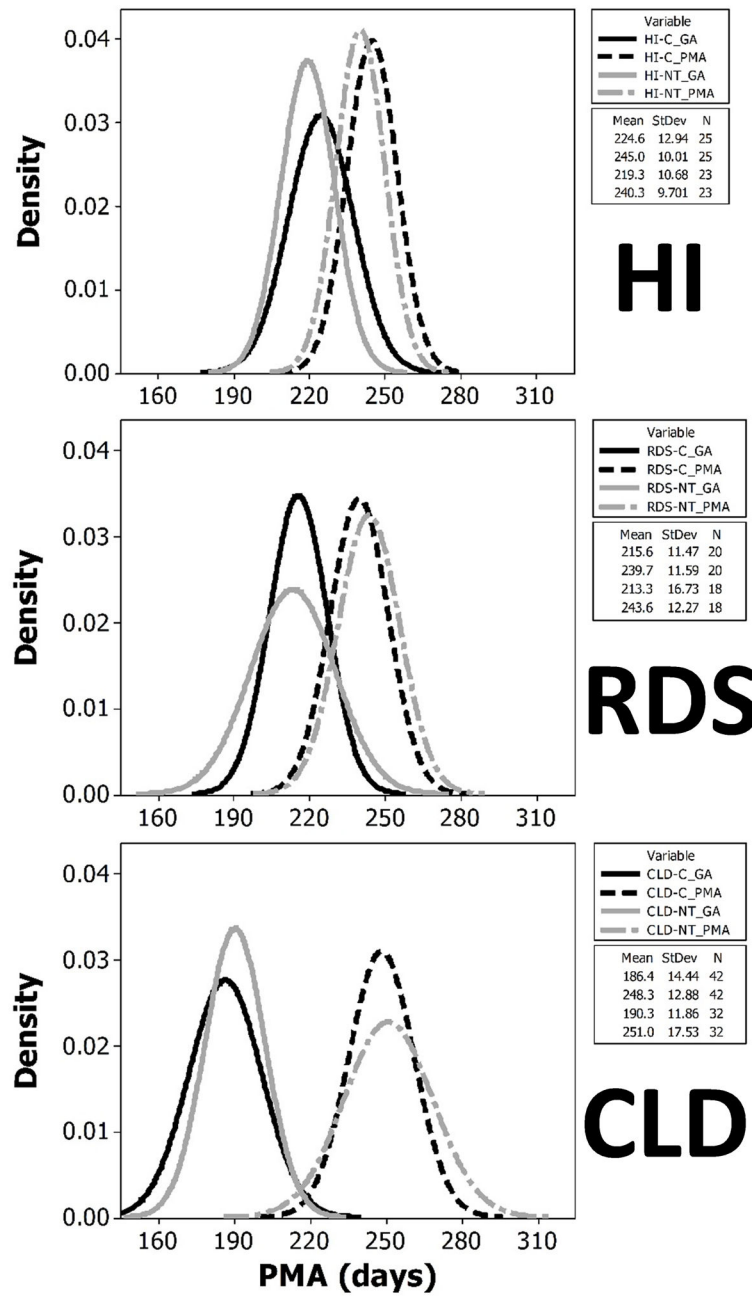 Density
0.04
0.03
0.02
0.01
0.00
160 190 220 250 280 310
Variable
HI-C_GA
HI-C_PMA
HI-NT_GA
HI-NT_PMA
Mean StDev N
224.6 12.94 25
245.0 10.01 25
219.3 10.68 23
240.3 9.701 23
HI
Density
0.04
0.03
0.02
0.01
0.00
160 190 220 250 280 310
Variable
RDS-C_GA
RDS-C_PMA
RDS-NT_GA
RDS-NT_PMA
Mean StDev N
215.6 11.47 20
239.7 11.59 20
213.3 16.73 18
243.6 12.27 18
RDS
Density
0.04
0.03
0.02
0.01
0.00
160 190 220 250 280 310
PMA (days)
Variable
CLD-C_GA
CLD-C_PMA
CLD-NT_GA
CLD-NT_PMA
Mean StDev N
186.4 14.44 42
248.3 12.88 42
190.3 11.86 32
251.0 17.53 32
CLD